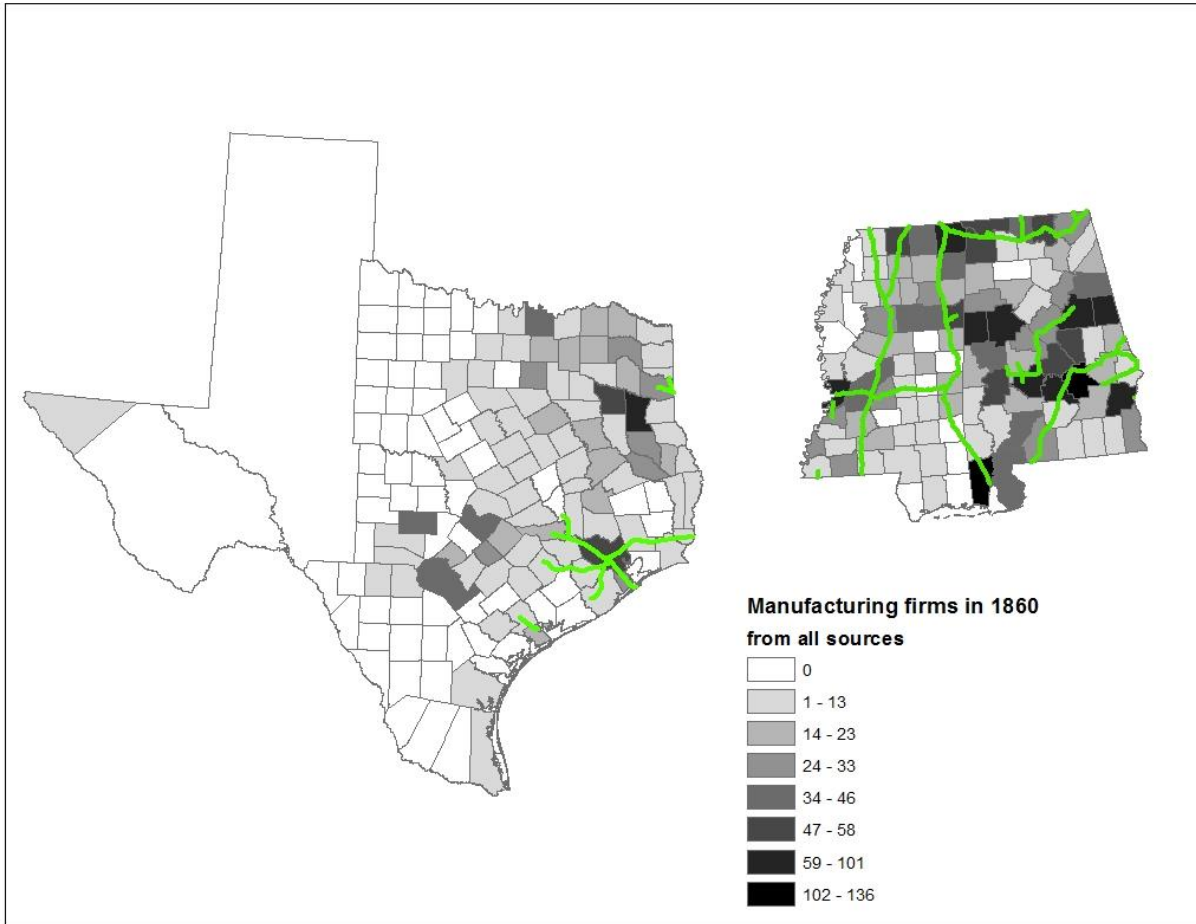 Manufacturing firms in 1860
from all sources
0
1 - 13
14 - 23
24 - 33
34 - 46
47 - 58
59 - 101
102 - 136